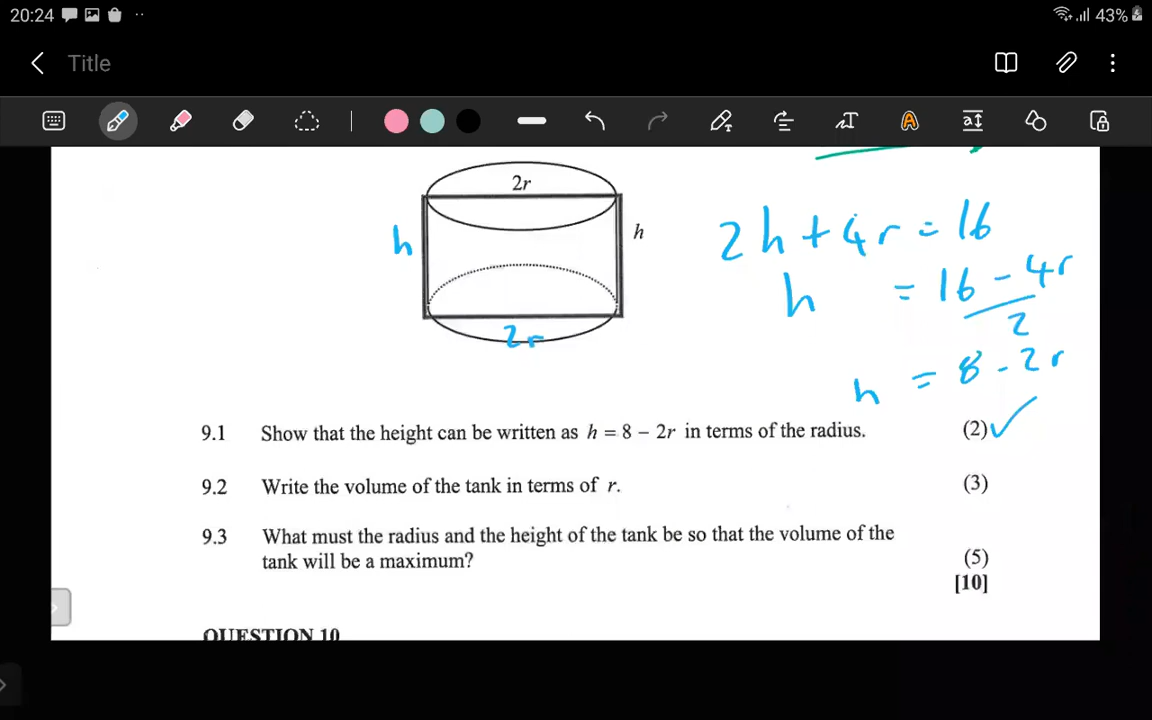 20:24 43%
Title
2r
h
h
2r
2h + 4r = 16
h = 16 - 4r
2
h = 8 - 2r
9.1 Show that the height can be written as h = 8 − 2r in terms of the radius. (2)
9.2 Write the volume of the tank in terms of r. (3)
9.3 What must the radius and the height of the tank be so that the volume of the
tank will be a maximum? (5)
[10]
QUESTION 10